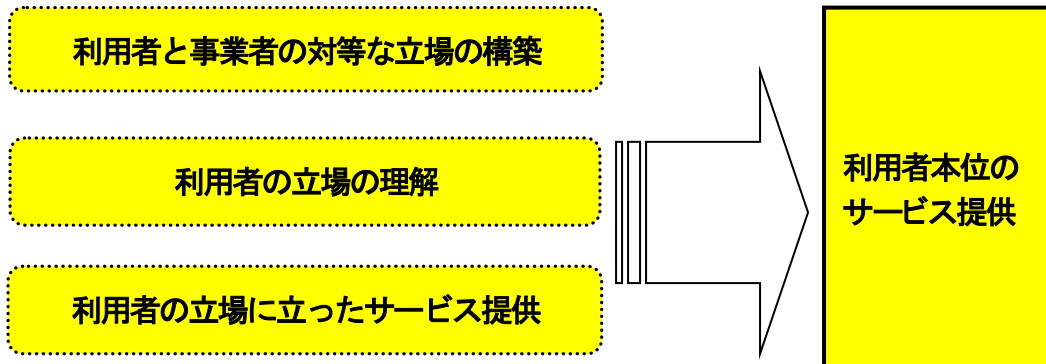 利用者と事業者の対等な立場の構築
利用者の立場の理解
利用者の立場に立ったサービス提供
利用者本位の
サービス提供